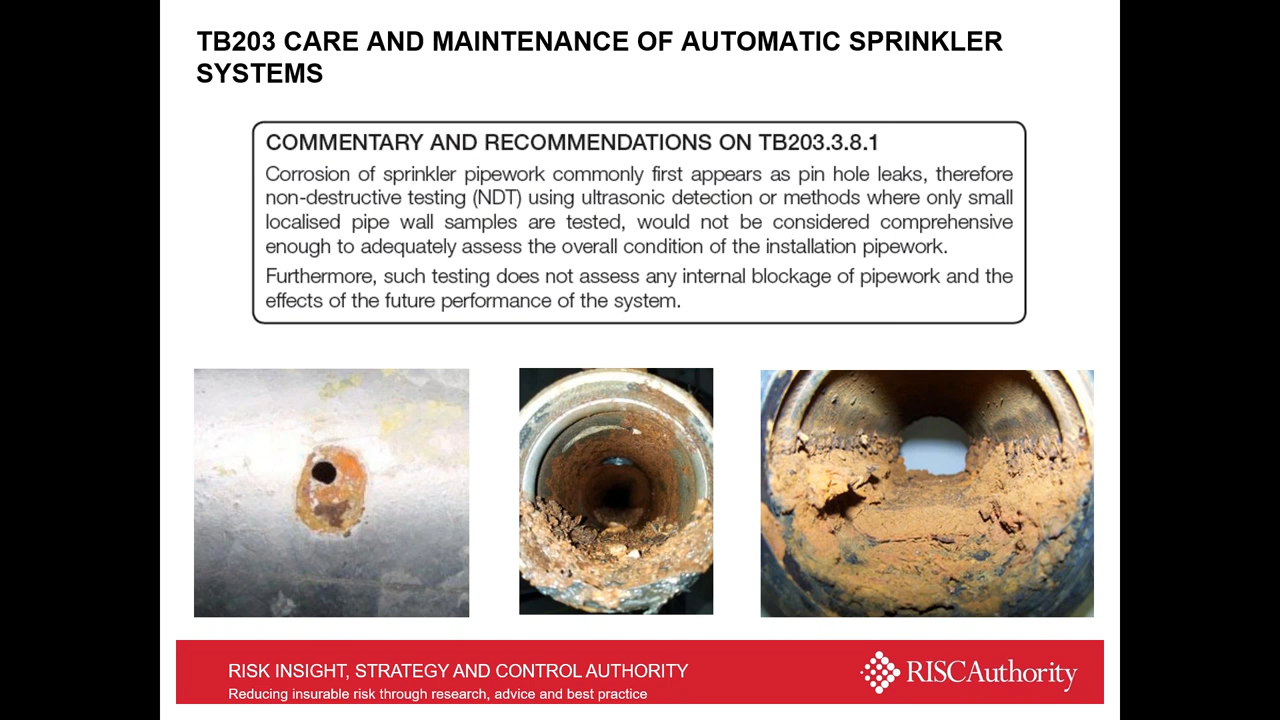 TB203 CARE AND MAINTENANCE OF AUTOMATIC SPRINKLER
SYSTEMS
COMMENTARY AND RECOMMENDATIONS ON TB203.3.8.1
Corrosion of sprinkler pipework commonly first appears as pin hole leaks, therefore
non-destructive testing (NDT) using ultrasonic detection or methods where only small
localised pipe wall samples are tested, would not be considered comprehensive
enough to adequately assess the overall condition of the installation pipework.
Furthermore, such testing does not assess any internal blockage of pipework and the
effects of the future performance of the system.
RISK INSIGHT, STRATEGY AND CONTROL AUTHORITY
Reducing insurable risk through research, advice and best practice
RISCAuthority